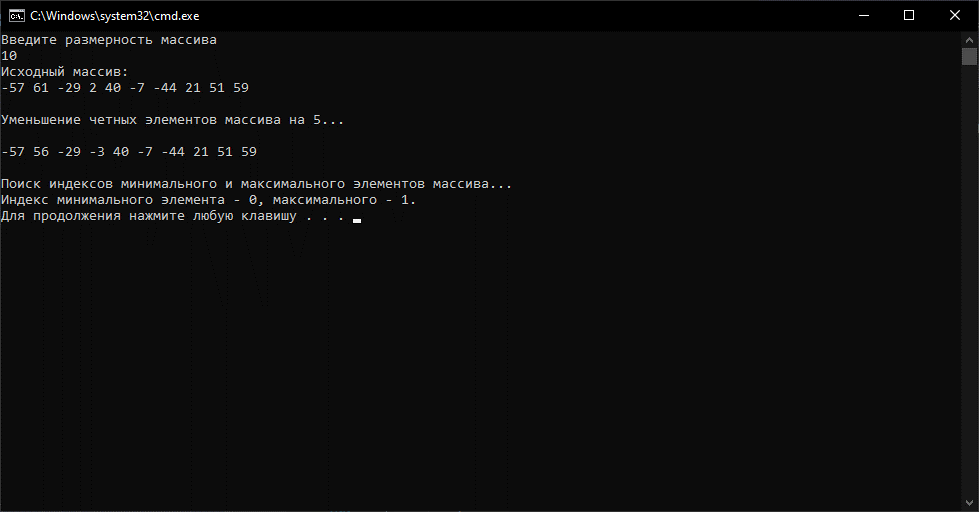 C:\Windows\system32\cmd.exe
Введите размерность массива
10
Исходный массив:
-57 61 -29 2 40 -7 -44 21 51 59
Уменьшение четных элементов массива на 5...
-57 56 -29 -3 40 -7 -44 21 51 59
Поиск индексов минимального и максимального элементов массива...
Индекс минимального элемента - 0, максимального - 1.
Для продолжения нажмите любую клавишу . . .